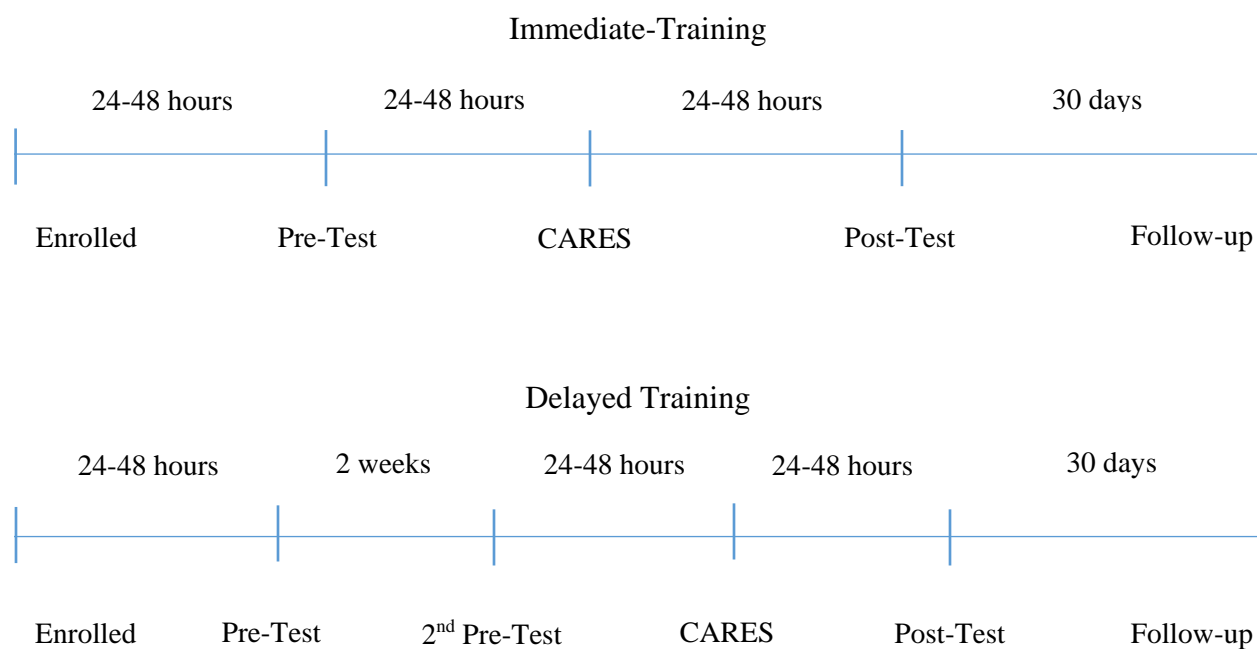 Immediate-Training
24-48 hours 24-48 hours 24-48 hours 30 days
Enrolled Pre-Test CARES Post-Test Follow-up
Delayed Training
24-48 hours 2 weeks 24-48 hours 24-48 hours 30 days
Enrolled Pre-Test 2nd Pre-Test CARES Post-Test Follow-up